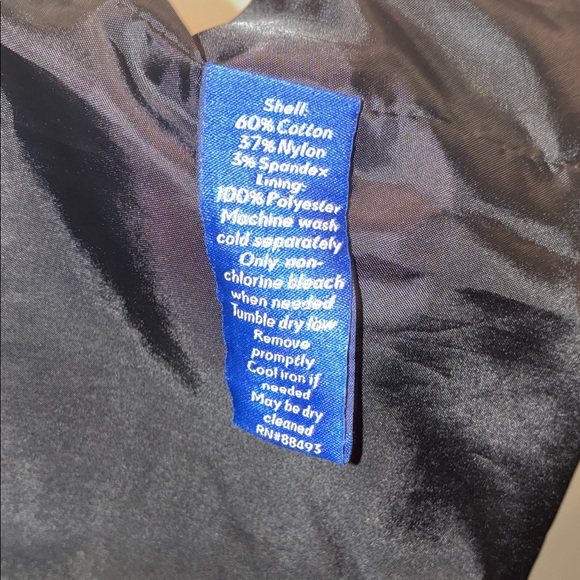 Shell:
60% Cotton
37% Nylon
3% Spandex
Lining:
100% Polyester
Machine wash
cold separately
Only non-
chlorine bleach
when needed
Tumble dry low
Remove
promptly
Cool iron if
needed
May be dry
cleaned
RN#88493